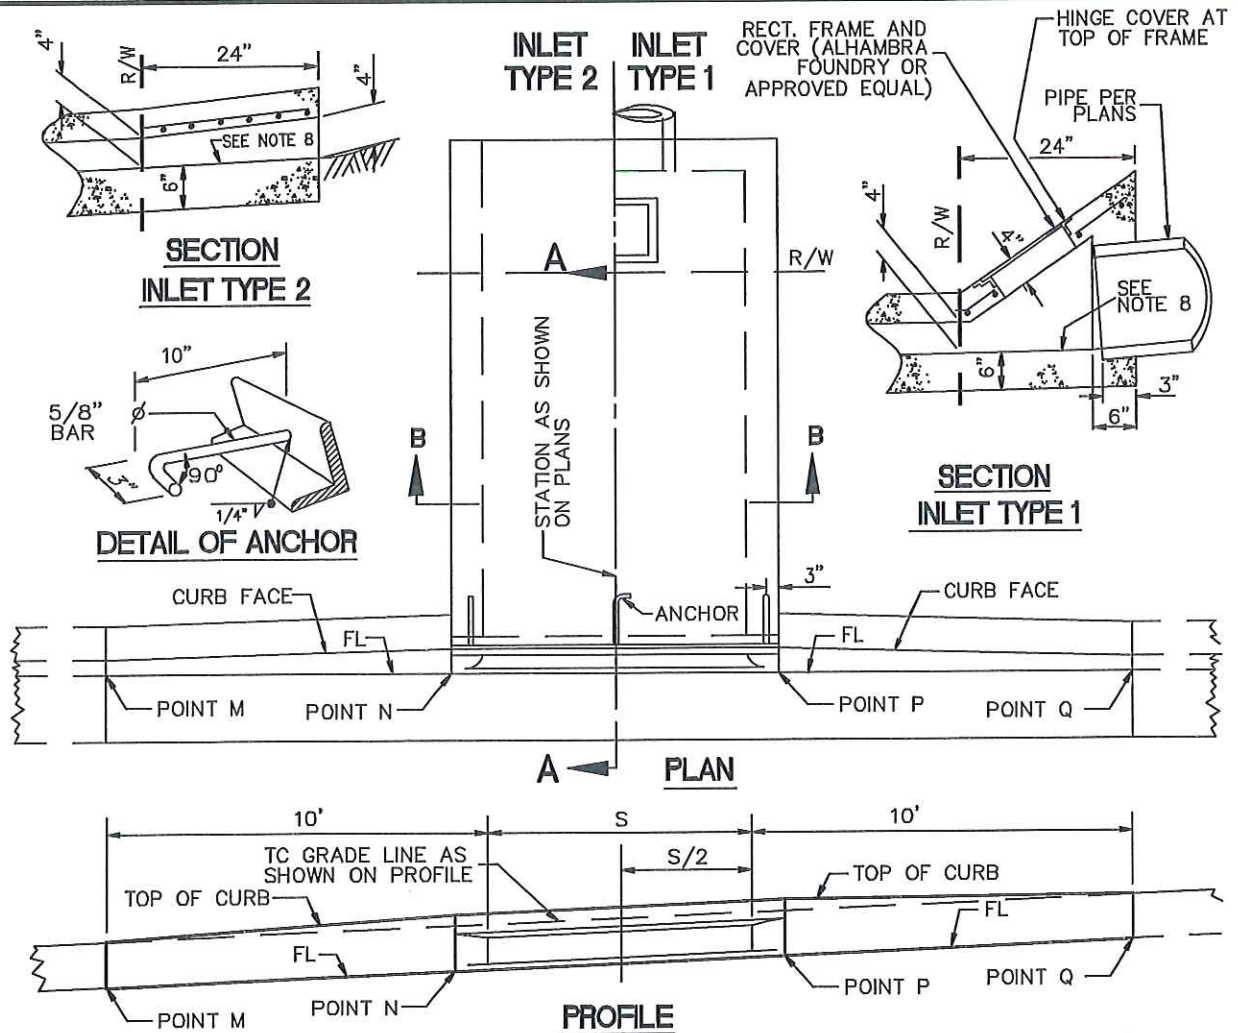 4"
R/W
24"
4"
SEE NOTE 8
6"
SECTION
INLET TYPE 2
INLET
TYPE 2
INLET
TYPE 1
RECT. FRAME AND
COVER (ALHAMBRA
FOUNDRY OR
APPROVED EQUAL)
HINGE COVER AT
TOP OF FRAME
PIPE PER
PLANS
24"
4"
R/W
4"
SEE
NOTE 8
6"
3"
6"
SECTION
INLET TYPE 1
A
R/W
10"
5/8" Ø
BAR
3"
90°
1/4"
DETAIL OF ANCHOR
B
B
STATION AS SHOWN
ON PLANS
3"
ANCHOR
CURB FACE
CURB FACE
FL
FL
POINT M
POINT N
POINT P
POINT Q
A
PLAN
10'
S
10'
S/2
TC GRADE LINE AS
SHOWN ON PROFILE
TOP OF CURB
TOP OF CURB
FL
FL
POINT M
POINT N
POINT P
POINT Q
PROFILE